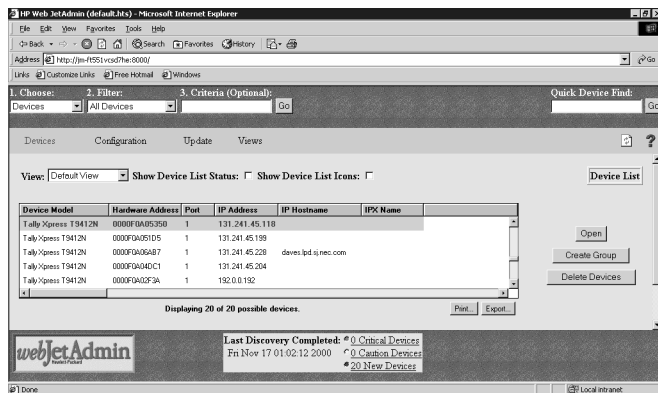 HP Web JetAdmin (default.hts) - Microsoft Internet Explorer
File Edit View Favorites Tools Help
Back Search Favorites History
Address http://jm-ft551vcsd7he:8000/ Go
Links Customize Links Free Hotmail Windows
1. Choose: 2. Filter: 3. Criteria (Optional): Quick Device Find:
Devices All Devices Go Go
Devices Configuration Update Views ?
View: Default View Show Device List Status: Show Device List Icons: Device List
Device Model Hardware Address Port IP Address IP Hostname IPX Name
Tally Xpress T9412N 0000F0A05350 1 131.241.45.118
Tally Xpress T9412N 0000F0A051D5 1 131.241.45.199
Tally Xpress T9412N 0000F0A06AB7 1 131.241.45.228 daves.lpd.sj.nec.com
Tally Xpress T9412N 0000F0A04DC1 1 131.241.45.204
Tally Xpress T9412N 0000F0A02F3A 1 192.0.0.192
Open
Create Group
Delete Devices
Displaying 20 of 20 possible devices. Print... Export...
webJetAdmin
Hewlett-Packard
Last Discovery Completed:
Fri Nov 17 01:02:12 2000
0 Critical Devices
0 Caution Devices
20 New Devices
Done Local intranet